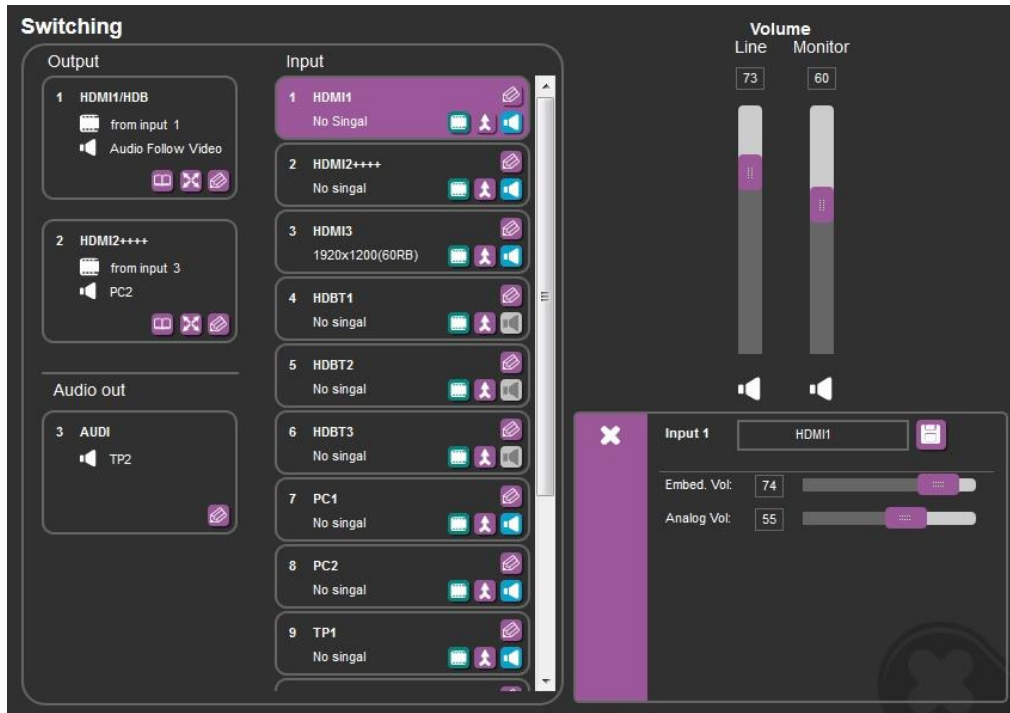 Switching
Output
1 HDMI1/HDB
from input 1
Audio Follow Video
2 HDMI2++++
from input 3
PC2
Audio out
3 AUDI
TP2
Input
1 HDMI1
No Singal
2 HDMI2++++
No singal
3 HDMI3
1920x1200(60RB)
4 HDBT1
No singal
5 HDBT2
No singal
6 HDBT3
No singal
7 PC1
No singal
8 PC2
No singal
9 TP1
No singal
Volume
Line Monitor
73 60
Input 1 HDMI1
Embed. Vol: 74
Analog Vol: 55